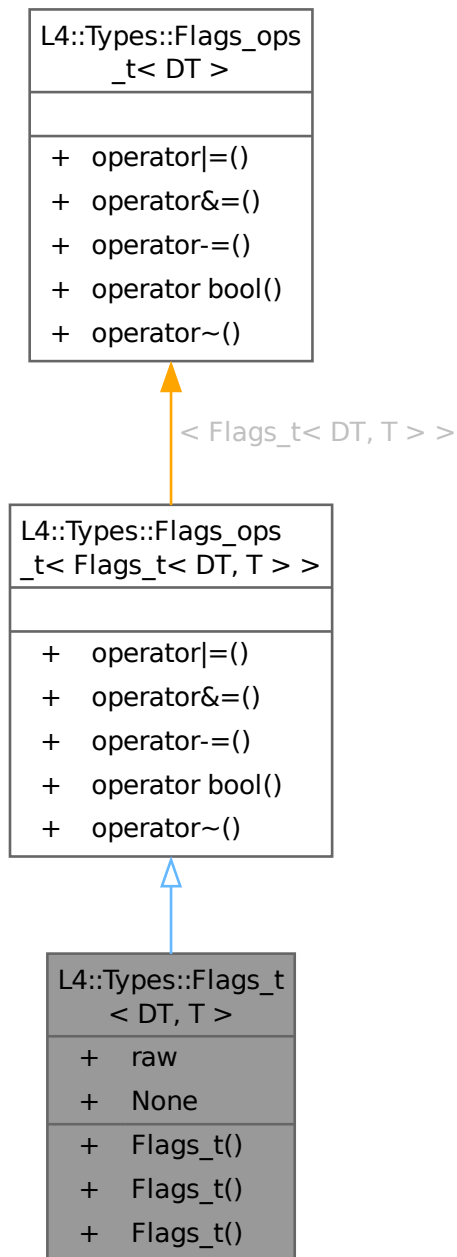 L4::Types::Flags_ops
_t< DT >
+ operator|=()
+ operator&=()
+ operator-=()
+ operator bool()
+ operator~()
< Flags_t< DT, T > >
L4::Types::Flags_ops
_t< Flags_t< DT, T > >
+ operator|=()
+ operator&=()
+ operator-=()
+ operator bool()
+ operator~()
L4::Types::Flags_t
< DT, T >
+ raw
+ None
+ Flags_t()
+ Flags_t()
+ Flags_t()